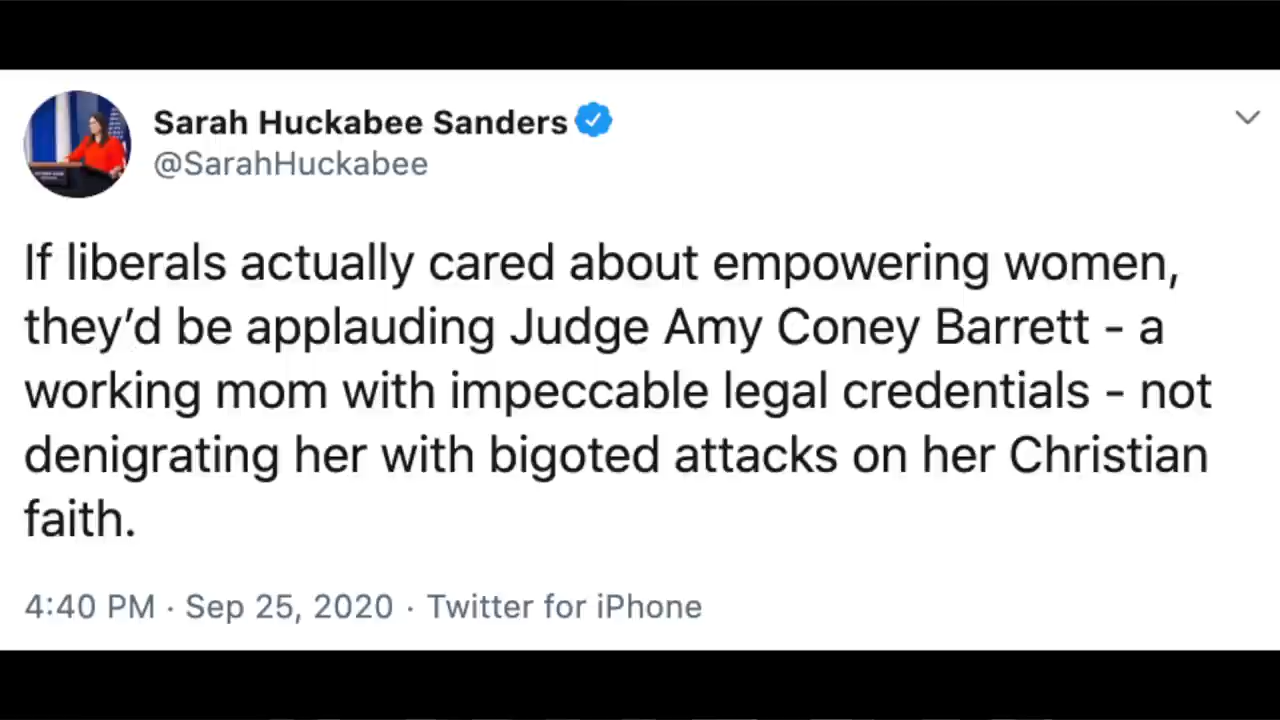 Sarah Huckabee Sanders
@SarahHuckabee
If liberals actually cared about empowering women,
they’d be applauding Judge Amy Coney Barrett - a
working mom with impeccable legal credentials - not
denigrating her with bigoted attacks on her Christian
faith.
4:40 PM · Sep 25, 2020 · Twitter for iPhone